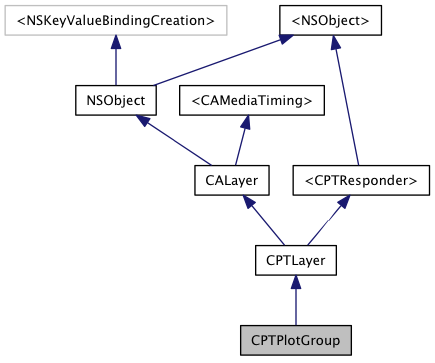 <NSKeyValueBindingCreation>
<NSObject>
NSObject
<CAMediaTiming>
CALayer
<CPTResponder>
CPTLayer
CPTPlotGroup